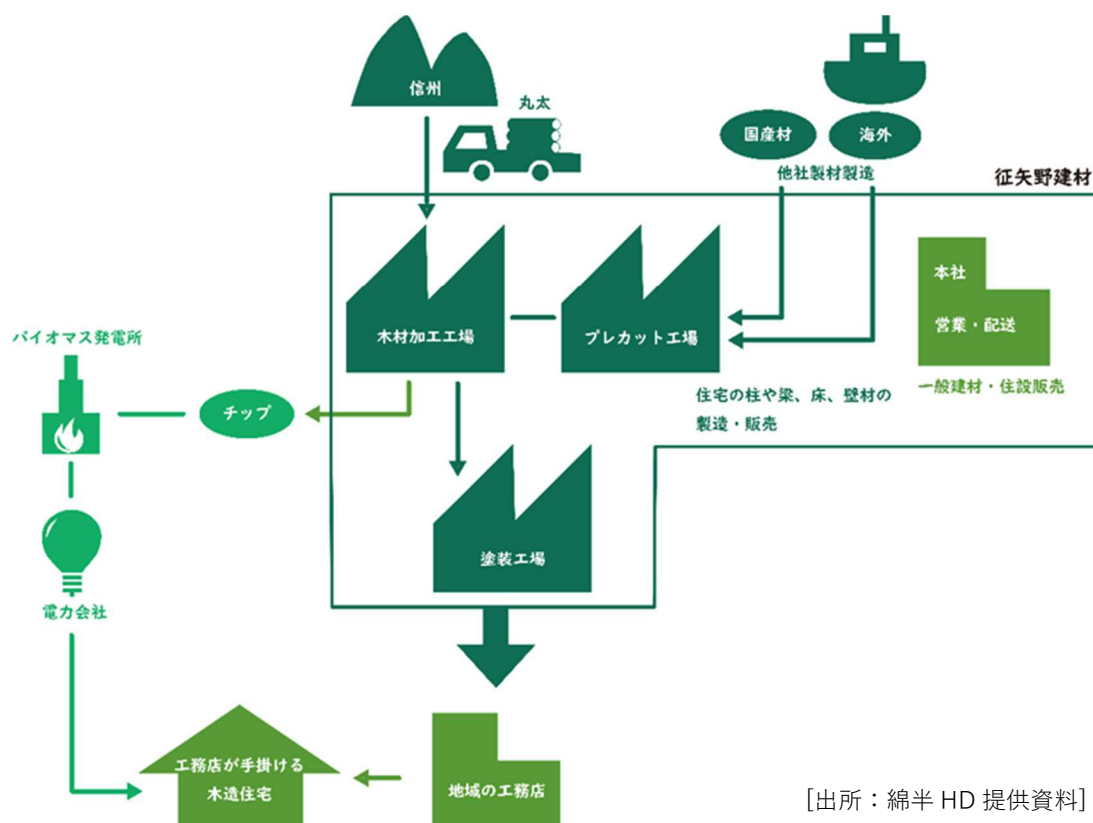 信州
丸太
国産材
海外
他社製材製造
征矢野建材
木材加工工場
プレカット工場
本社
営業・配送
一般建材・住設販売
住宅の柱や梁、床、壁材の
製造・販売
バイオマス発電所
チップ
塗装工場
電力会社
工務店が手掛ける
木造住宅
地域の工務店
[出所：綿半 HD 提供資料]